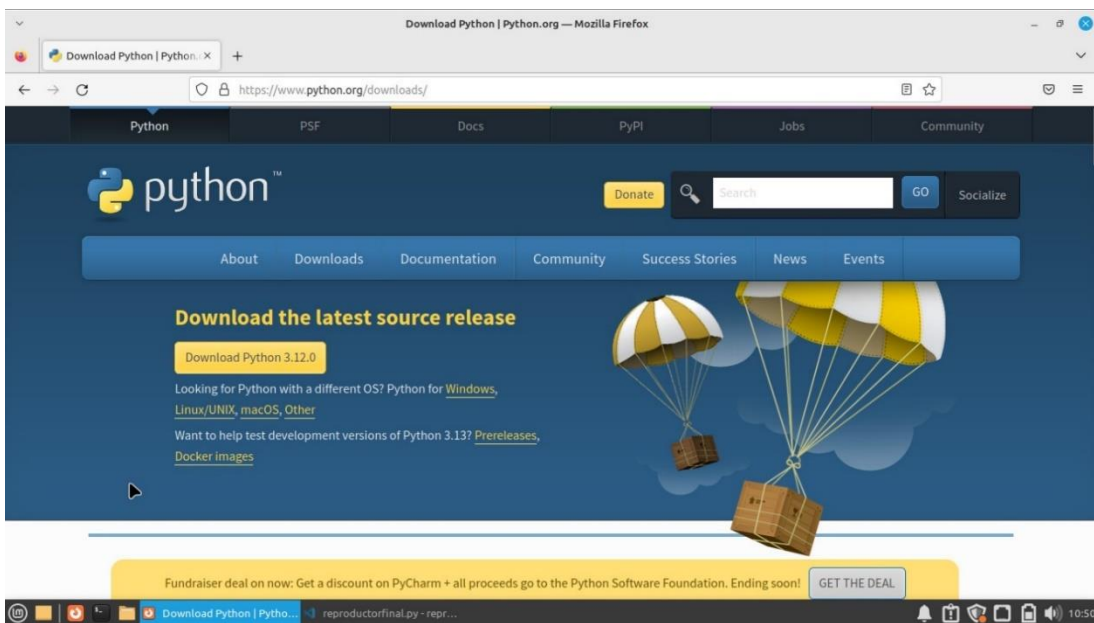 Download Python | Python.org — Mozilla Firefox
Download Python | Python.
https://www.python.org/downloads/
Python PSF Docs PyPI Jobs Community
python™
Donate Search GO Socialize
About Downloads Documentation Community Success Stories News Events
Download the latest source release
Download Python 3.12.0
Looking for Python with a different OS? Python for Windows,
Linux/UNIX, macOS, Other
Want to help test development versions of Python 3.13? Prereleases,
Docker images
Fundraiser deal on now: Get a discount on PyCharm + all proceeds go to the Python Software Foundation. Ending soon! GET THE DEAL
Download Python | Pytho... reproductorfinal.py - repr... 10:50